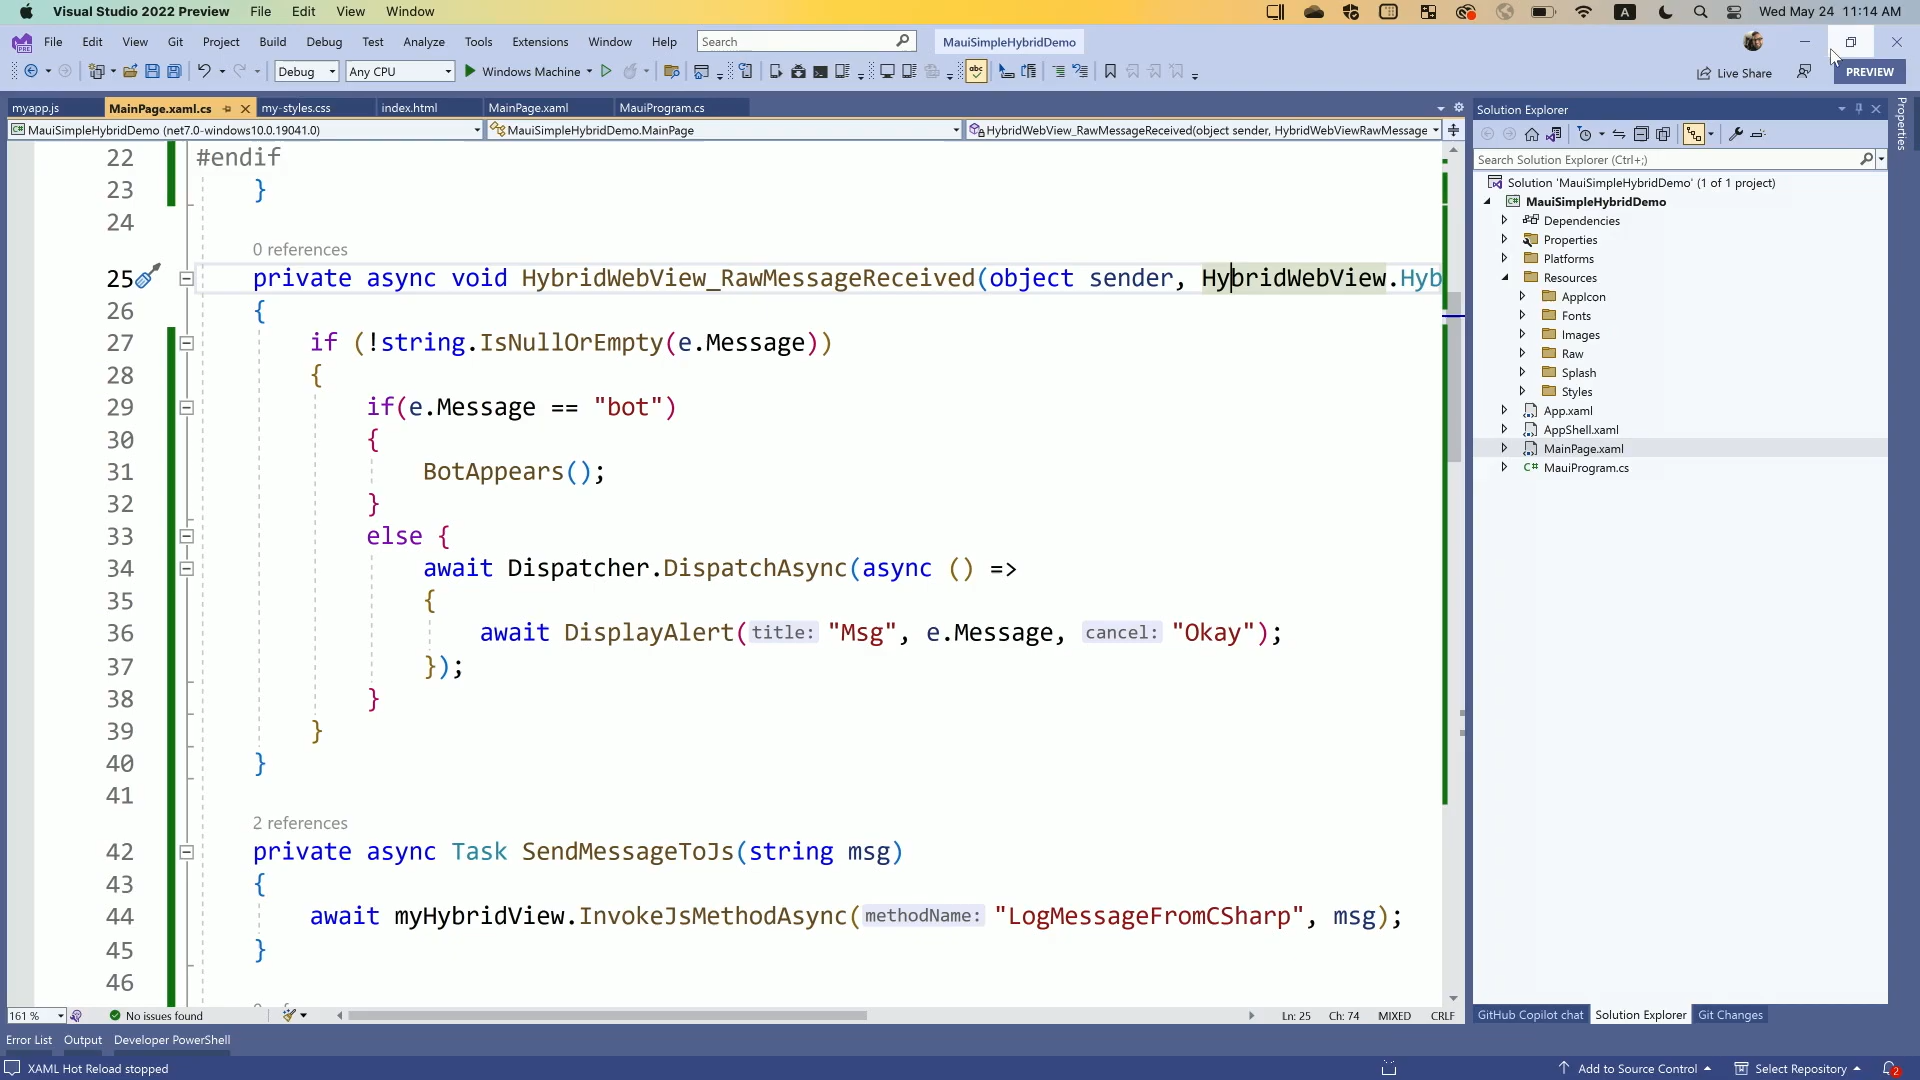 Visual Studio 2022 Preview File Edit View Window A Wed May 24 11:14 AM
File Edit View Git Project Build Debug Test Analyze Tools Extensions Window Help Search MauiSimpleHybridDemo
Debug Any CPU Windows Machine abc Live Share PREVIEW
myapp.js MainPage.xaml.cs my-styles.css index.html MainPage.xaml MauiProgram.cs
MauiSimpleHybridDemo (net7.0-windows10.0.19041.0) MauiSimpleHybridDemo.MainPage HybridWebView_RawMessageReceived(object sender, HybridWebViewRawMessage
22 #endif
23 }
24
0 references
25 private async void HybridWebView_RawMessageReceived(object sender, HybridWebView.Hyb
26 {
27 if (!string.IsNullOrEmpty(e.Message))
28 {
29 if(e.Message == "bot")
30 {
31 BotAppears();
32 }
33 else {
34 await Dispatcher.DispatchAsync(async () =>
35 {
36 await DisplayAlert(title: "Msg", e.Message, cancel: "Okay");
37 });
38 }
39 }
40 }
41
2 references
42 private async Task SendMessageToJs(string msg)
43 {
44 await myHybridView.InvokeJsMethodAsync(methodName: "LogMessageFromCSharp", msg);
45 }
46
161 % No issues found Ln: 25 Ch: 74 MIXED CRLF
Solution Explorer
Search Solution Explorer (Ctrl+;)
Solution 'MauiSimpleHybridDemo' (1 of 1 project)
MauiSimpleHybridDemo
Dependencies
Properties
Platforms
Resources
AppIcon
Fonts
Images
Raw
Splash
Styles
App.xaml
AppShell.xaml
MainPage.xaml
C# MauiProgram.cs
GitHub Copilot chat Solution Explorer Git Changes
Properties
Error List Output Developer PowerShell
XAML Hot Reload stopped Add to Source Control Select Repository 2